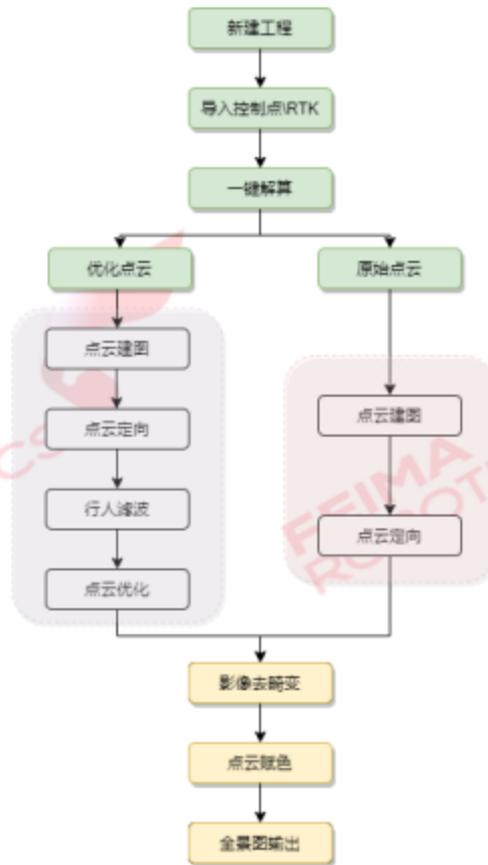 新建工程
导入控制点\RTK
一键解算
优化点云
原始点云
点云建图
点云定向
行人滤波
点云优化
点云建图
点云定向
影像去畸变
点云赋色
全景图输出
CS
FEIMA
ROBOTI